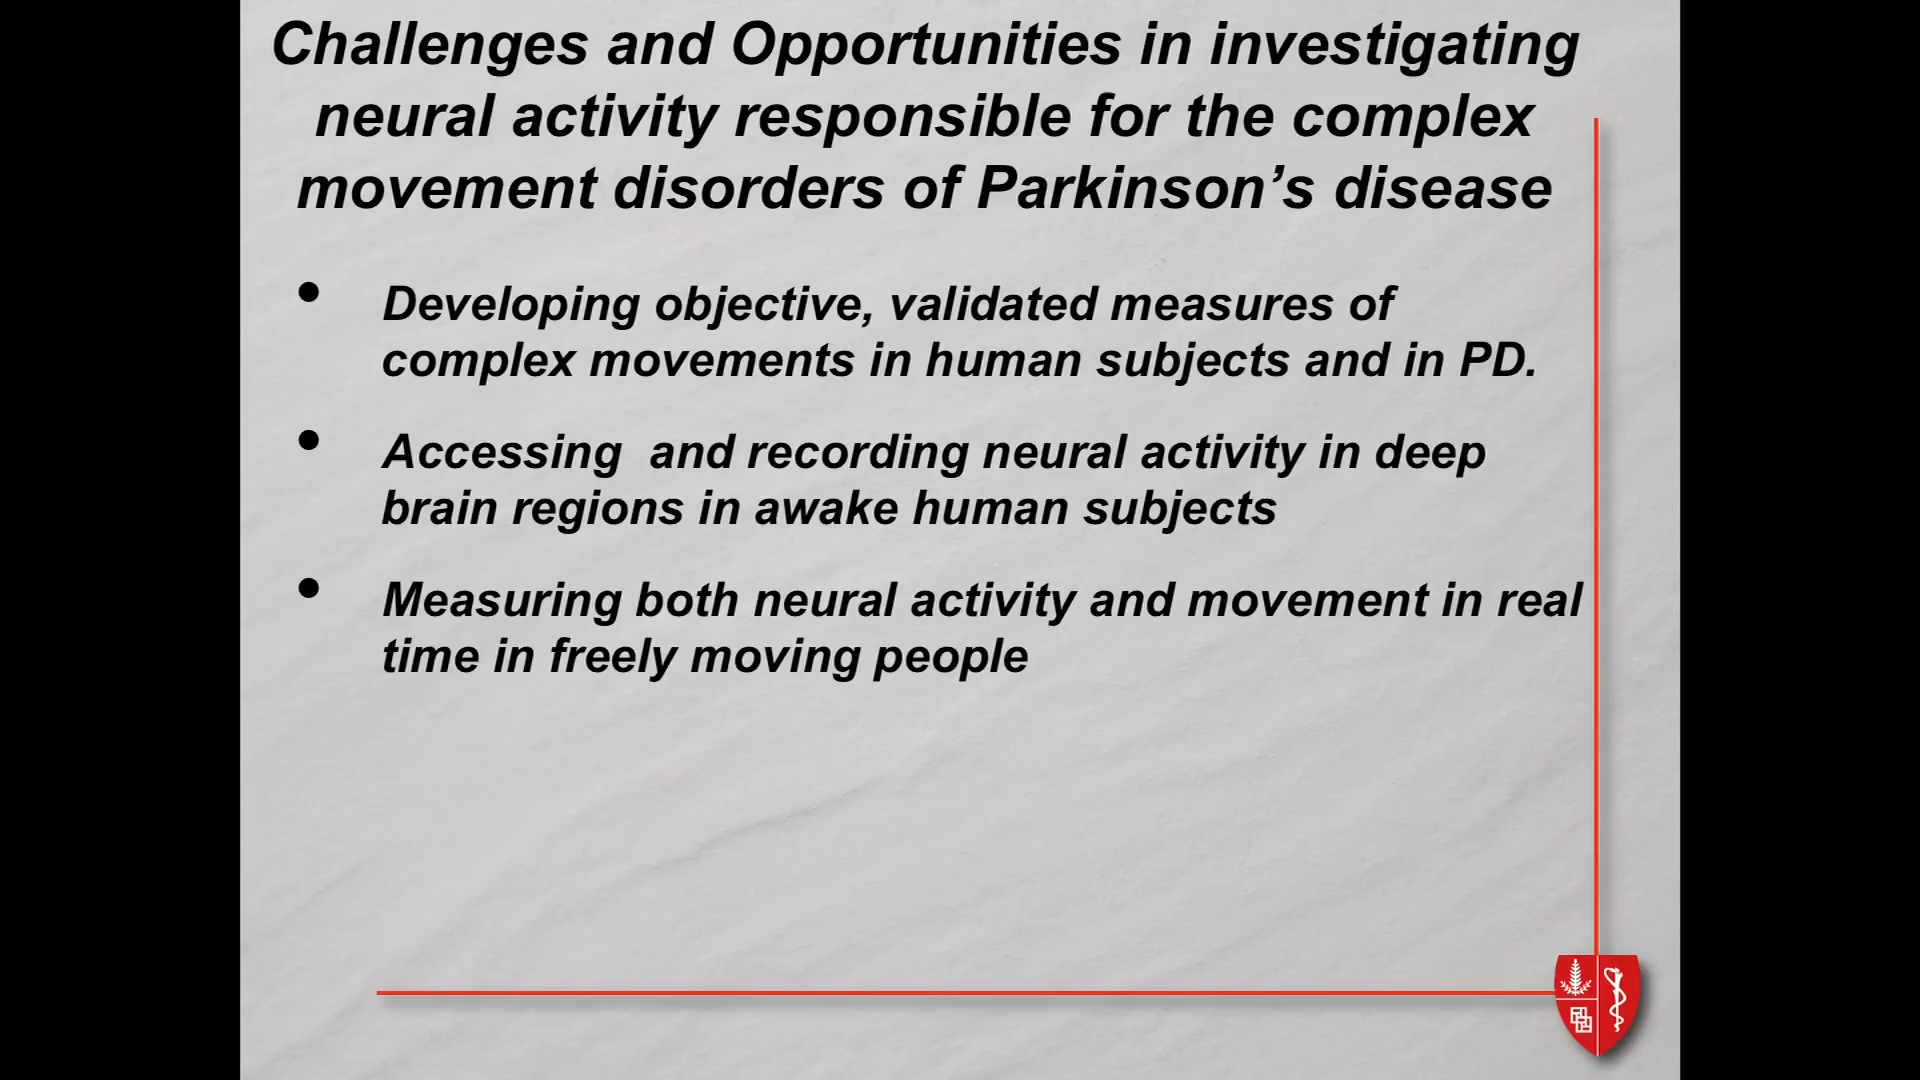 Challenges and Opportunities in investigating
neural activity responsible for the complex
movement disorders of Parkinson’s disease
• Developing objective, validated measures of
complex movements in human subjects and in PD.
• Accessing  and recording neural activity in deep
brain regions in awake human subjects
• Measuring both neural activity and movement in real
time in freely moving people